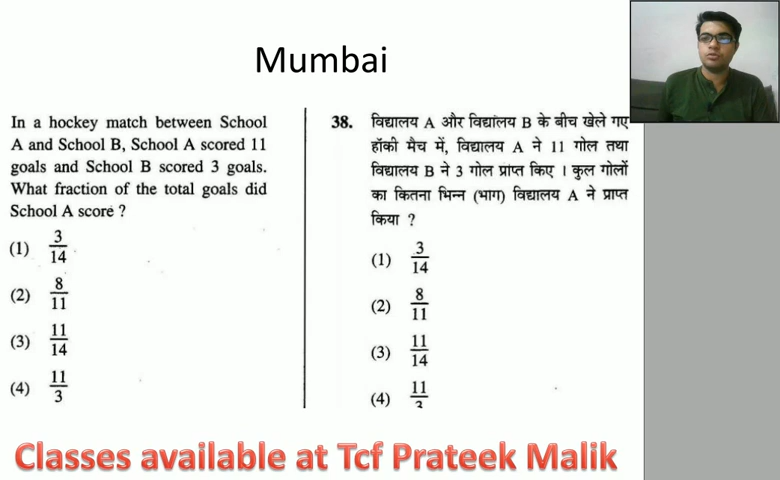 Mumbai
In a hockey match between School
A and School B, School A scored 11
goals and School B scored 3 goals.
What fraction of the total goals did
School A score ?
(1) 3/14
(2) 8/11
(3) 11/14
(4) 11/3
38. विद्यालय A और विद्यालय B के बीच खेले गए
हॉकी मैच में, विद्यालय A ने 11 गोल तथा
विद्यालय B ने 3 गोल प्राप्त किए । कुल गोलों
का कितना भिन्न (भाग) विद्यालय A ने प्राप्त
किया ?
(1) 3/14
(2) 8/11
(3) 11/14
(4) 11/3
Classes available at Tcf Prateek Malik